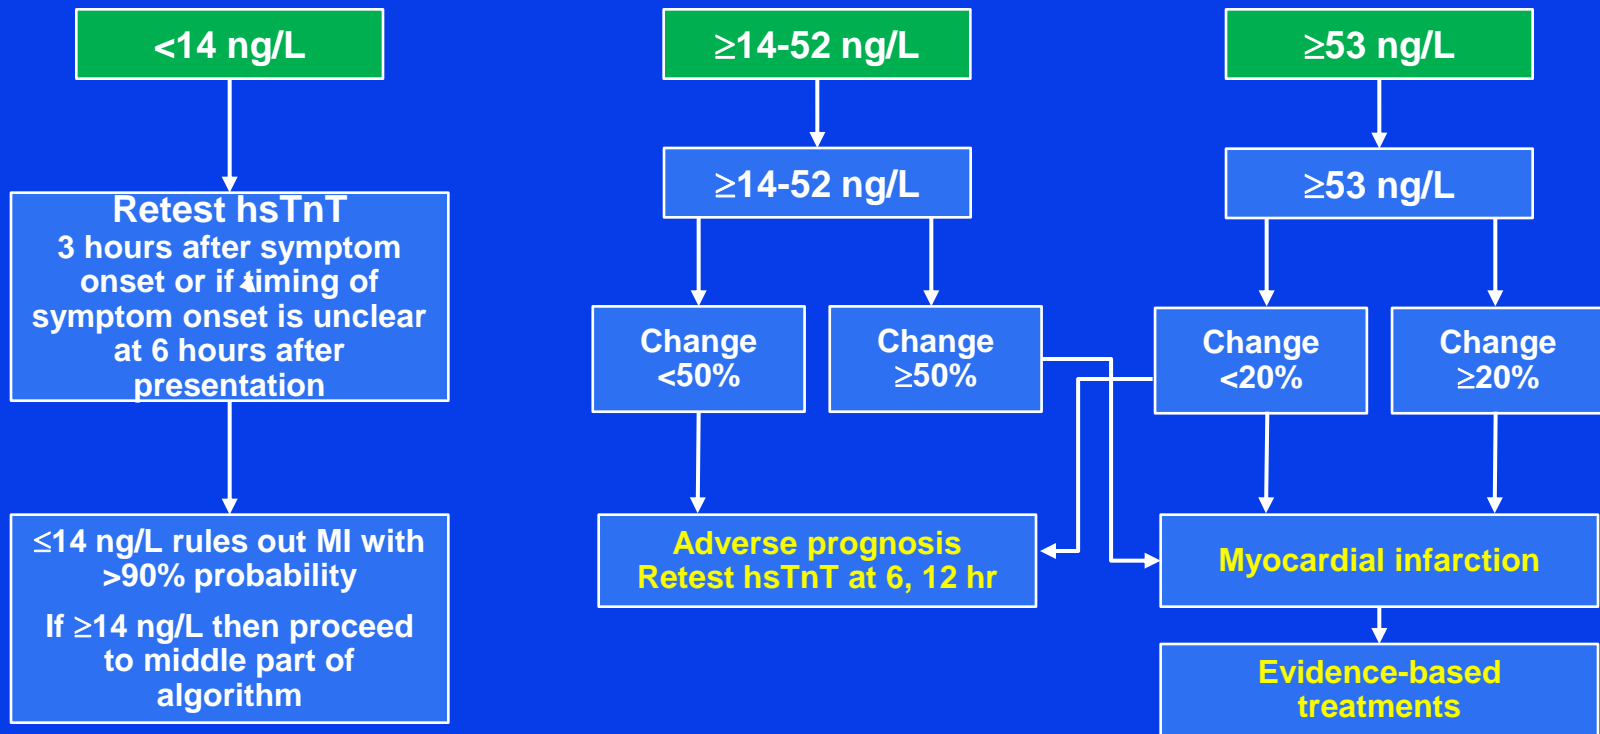 <14 ng/L
Retest hsTnT
3 hours after symptom
onset or if timing of
symptom onset is unclear
at 6 hours after
presentation
≤14 ng/L rules out MI with
>90% probability
If ≥14 ng/L then proceed
to middle part of
algorithm
≥14-52 ng/L
≥14-52 ng/L
Change
<50%
Change
≥50%
Adverse prognosis
Retest hsTnT at 6, 12 hr
≥53 ng/L
≥53 ng/L
Change
<20%
Change
≥20%
Myocardial infarction
Evidence-based
treatments